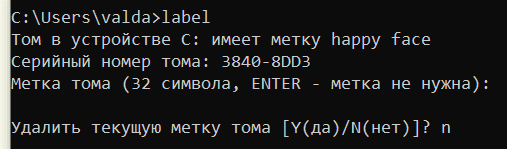 C:\Users\valda>label
Том в устройстве C: имеет метку happy face
Серийный номер тома: 3840-8DD3
Метка тома (32 символа, ENTER - метка не нужна):
Удалить текущую метку тома [Y(да)/N(нет)]? n